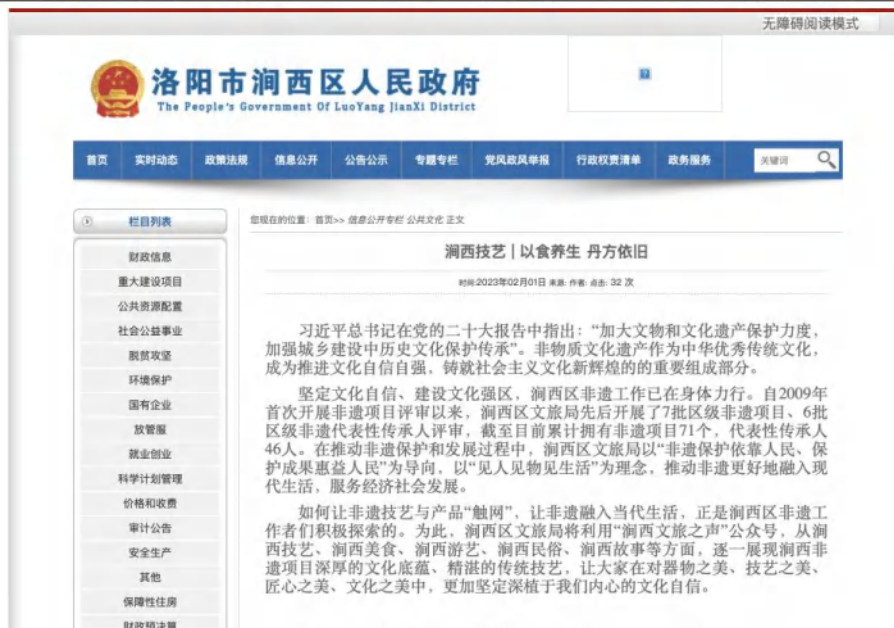 无障碍阅读模式
洛阳市涧西区人民政府
The People's Government Of LuoYang JianXi District
首页 实时动态 政策法规 信息公开 公告公示 专题专栏 党风政风举报 行政权责清单 政务服务 关键词
栏目列表
财政信息
重大建设项目
公共资源配置
社会公益事业
脱贫攻坚
环境保护
国有企业
放管服
就业创业
科学计划管理
价格和收费
审计公告
安全生产
其他
保障性住房
财政预决算
您现在的位置：首页>> 信息公开专栏 公共文化 正文
涧西技艺 | 以食养生 丹方依旧
时间:2023年02月01日 来源: 作者: 点击: 32 次
习近平总书记在党的二十大报告中指出：“加大文物和文化遗产保护力度，
加强城乡建设中历史文化保护传承”。非物质文化遗产作为中华优秀传统文化，
成为推进文化自信自强，铸就社会主义文化新辉煌的的重要组成部分。
坚定文化自信、建设文化强区，涧西区非遗工作已在身体力行。自2009年
首次开展非遗项目评审以来，涧西区文旅局先后开展了7批区级非遗项目、6批
区级非遗代表性传承人评审，截至目前累计拥有非遗项目71个，代表性传承人
46人。在推动非遗保护和发展过程中，涧西区文旅局以“非遗保护依靠人民、保
护成果惠益人民”为导向，以“见人见物见生活”为理念，推动非遗更好地融入现
代生活，服务经济社会发展。
如何让非遗技艺与产品“触网”，让非遗融入当代生活，正是涧西区非遗工
作者们积极探索的。为此，涧西区文旅局将利用“涧西文旅之声”公众号，从涧
西技艺、涧西美食、涧西游艺、涧西民俗、涧西故事等方面，逐一展现涧西非
遗项目深厚的文化底蕴、精湛的传统技艺，让大家在对器物之美、技艺之美、
匠心之美、文化之美中，更加坚定深植于我们内心的文化自信。